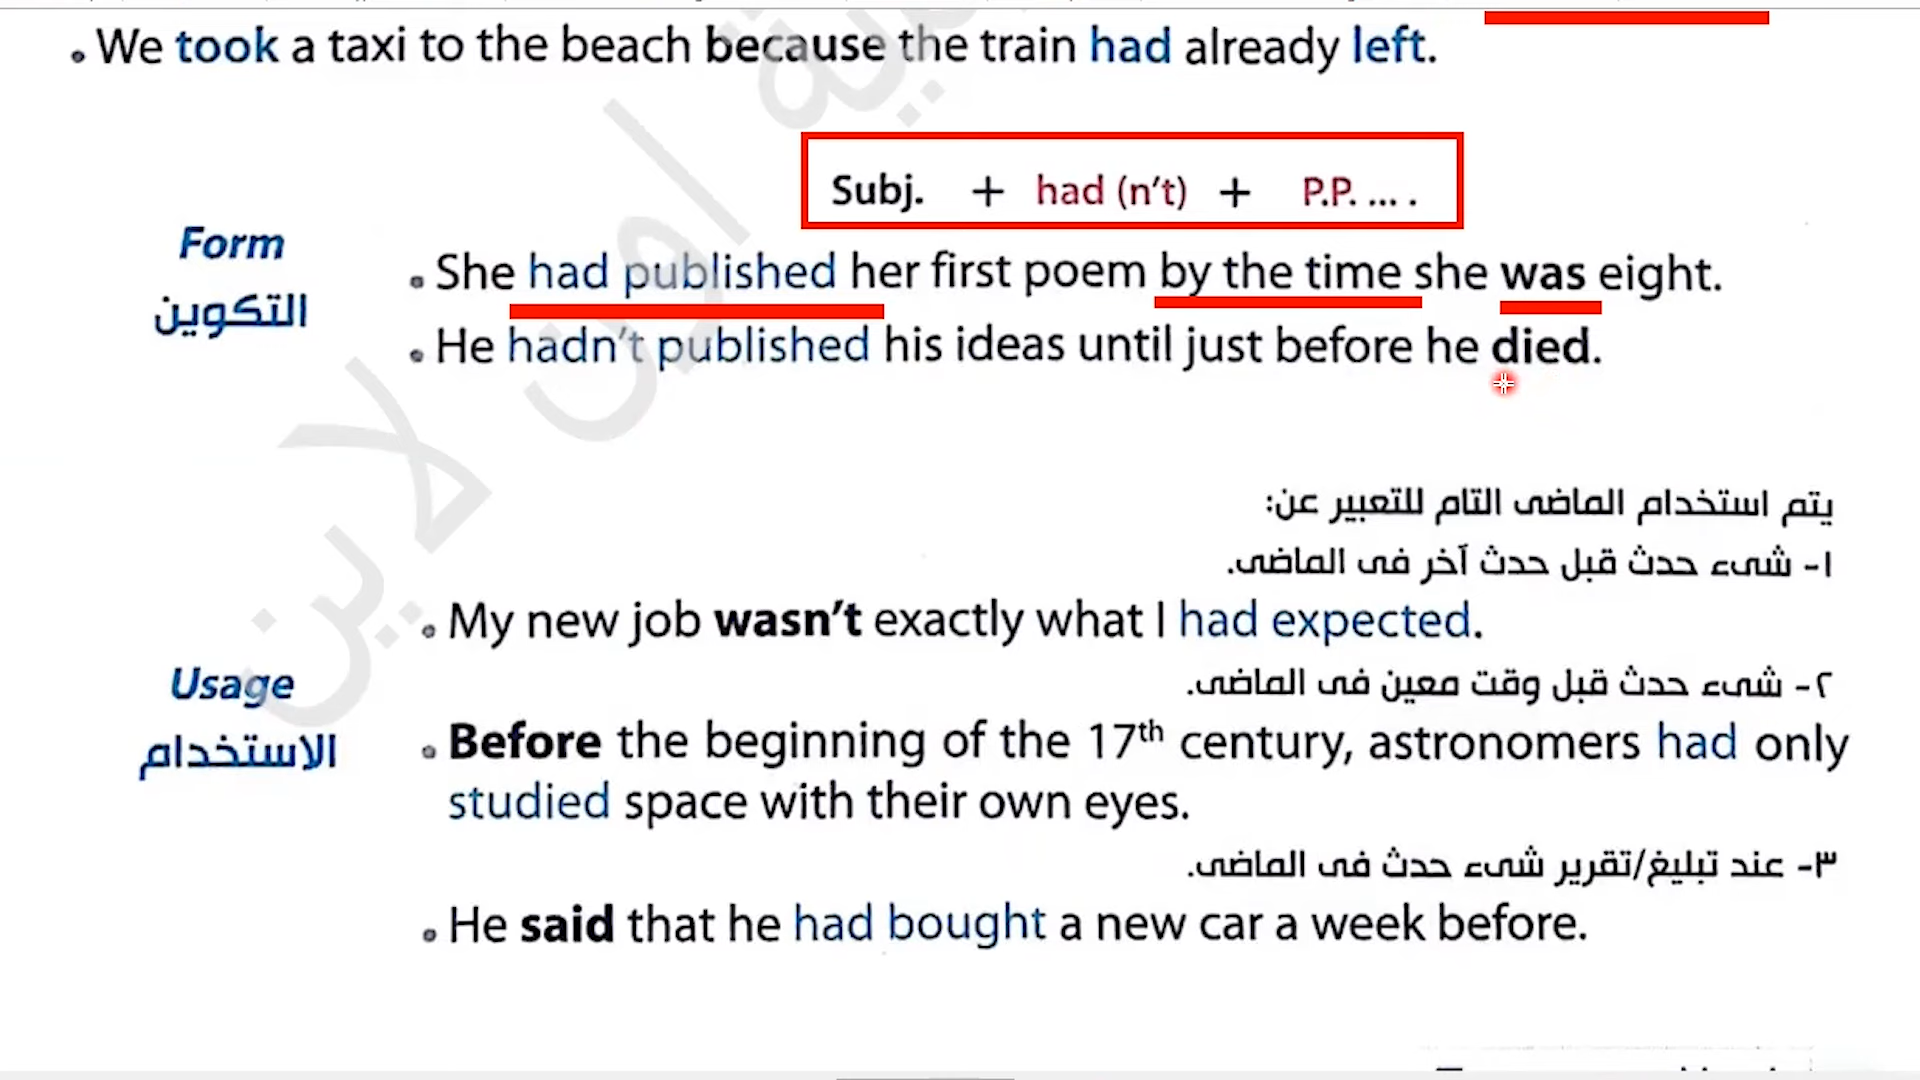 • We took a taxi to the beach because the train had already left.
Subj. + had (n't) + P.P. ... .
Form
التكوين
• She had published her first poem by the time she was eight.
• He hadn't published his ideas until just before he died.
يتم استخدام الماضى التام للتعبير عن:
١- شىء حدث قبل حدث آخر فى الماضى.
• My new job wasn't exactly what I had expected.
Usage
الاستخدام
٢- شىء حدث قبل وقت معين فى الماضى.
• Before the beginning of the 17th century, astronomers had only
studied space with their own eyes.
٣- عند تبليغ/تقرير شىء حدث فى الماضى.
• He said that he had bought a new car a week before.
اون لاين